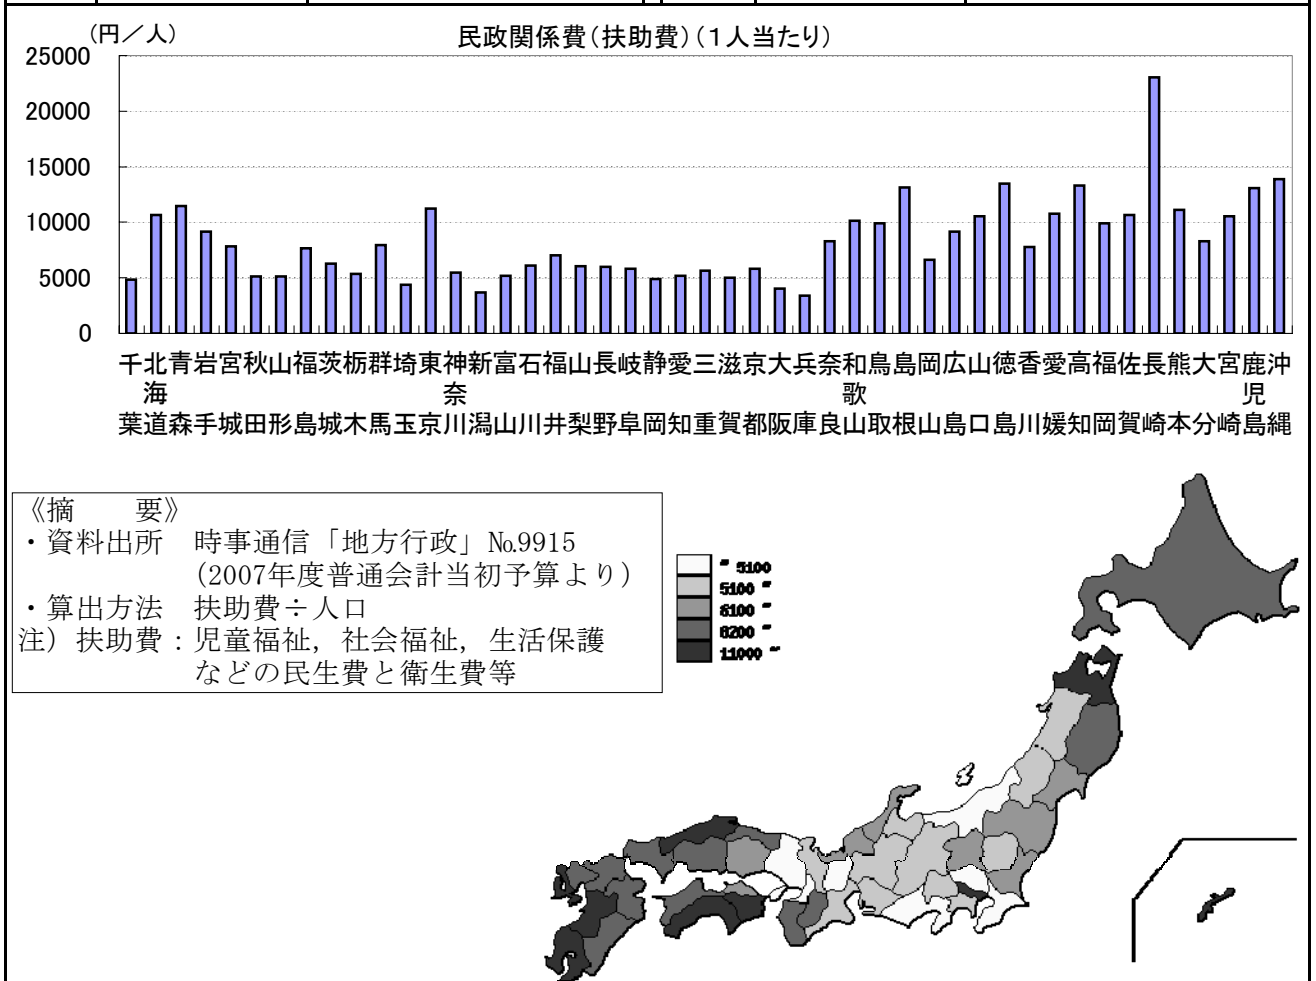 (円／人)
民政関係費(扶助費)(１人当たり)
25000
20000
15000
10000
5000
0
千葉 北海道 青森 岩手 宮城 秋田 山形 福島 茨城 栃木 群馬 埼玉 東京 神奈川 新潟 富山 石川 福井 山梨 長野 岐阜 静岡 愛知 三重 滋賀 京都 大阪 兵庫 奈良 和歌山 鳥取 島根 岡山 広島 山口 徳島 香川 愛媛 高知 福岡 佐賀 長崎 熊本 大分 宮崎 鹿児島 沖縄
《摘　　要》
・資料出所　時事通信「地方行政」№9915
(2007年度普通会計当初予算より)
・算出方法　扶助費÷人口
注）扶助費：児童福祉，社会福祉，生活保護
などの民生費と衛生費等
~ 5100
5100 ~
6100 ~
8200 ~
11000 ~